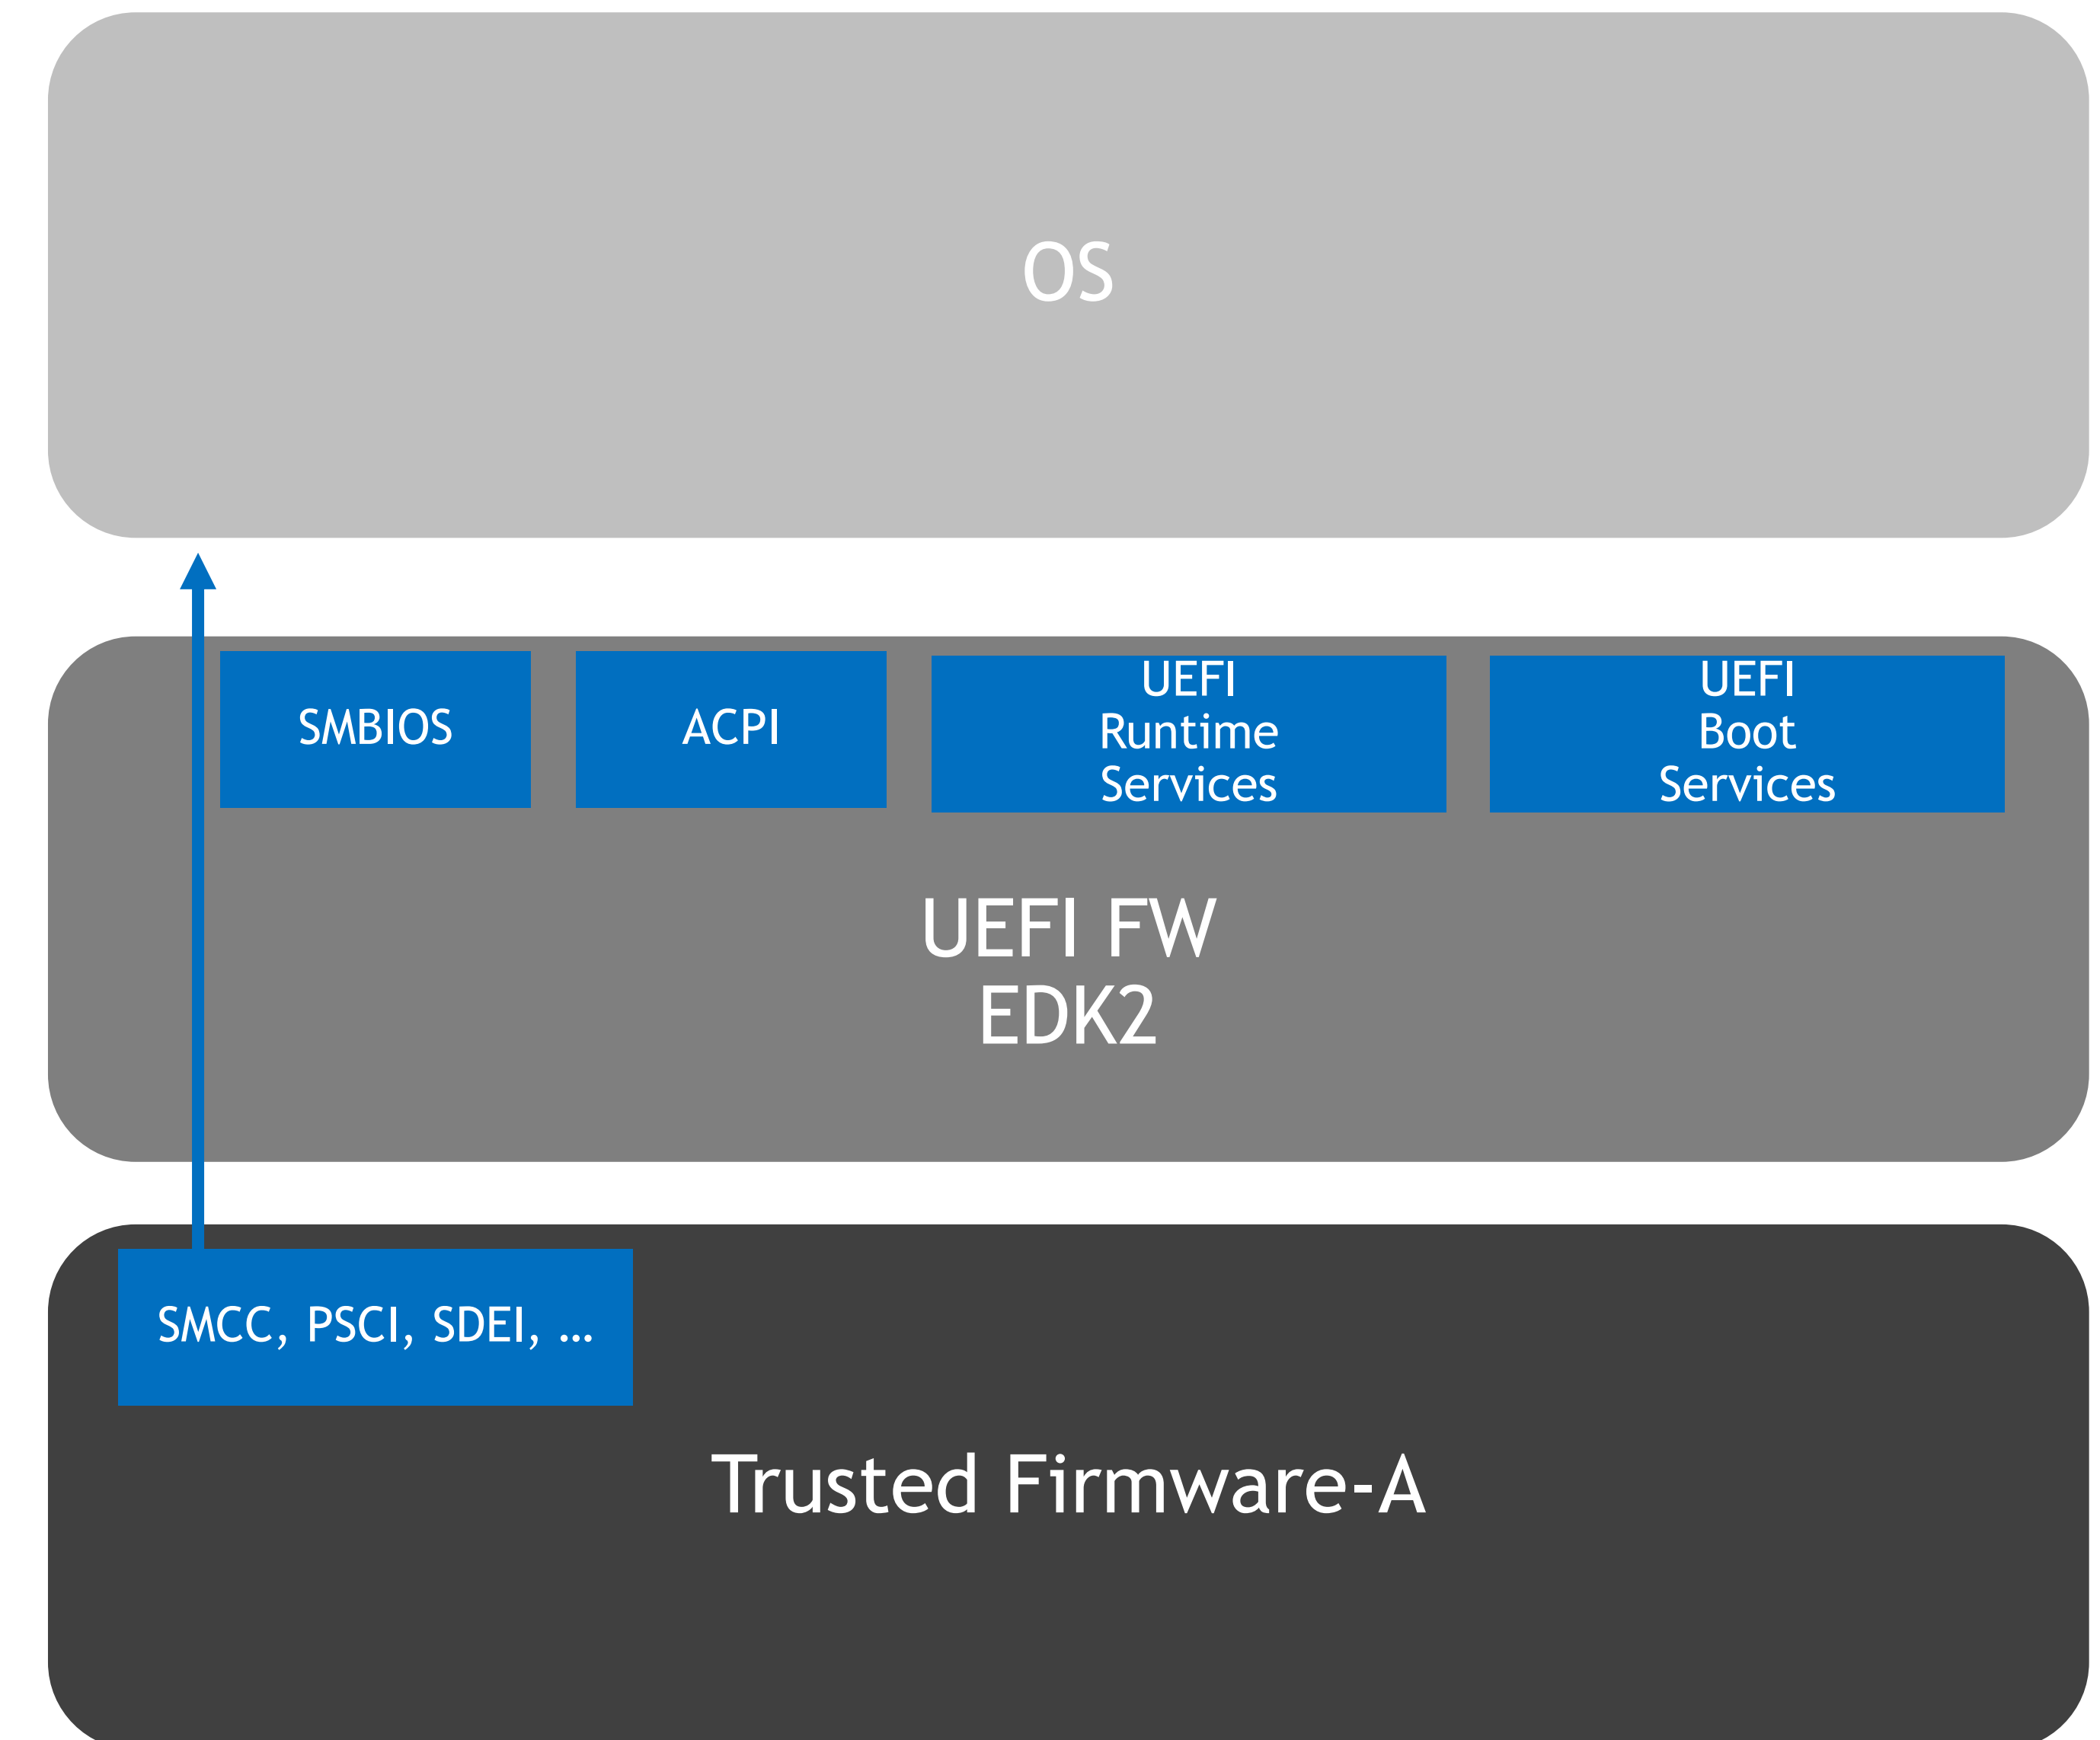 OS
SMBIOS
ACPI
UEFI
Runtime
Services
UEFI
Boot
Services
UEFI FW
EDK2
SMCC, PSCI, SDEI, ...
Trusted Firmware-A